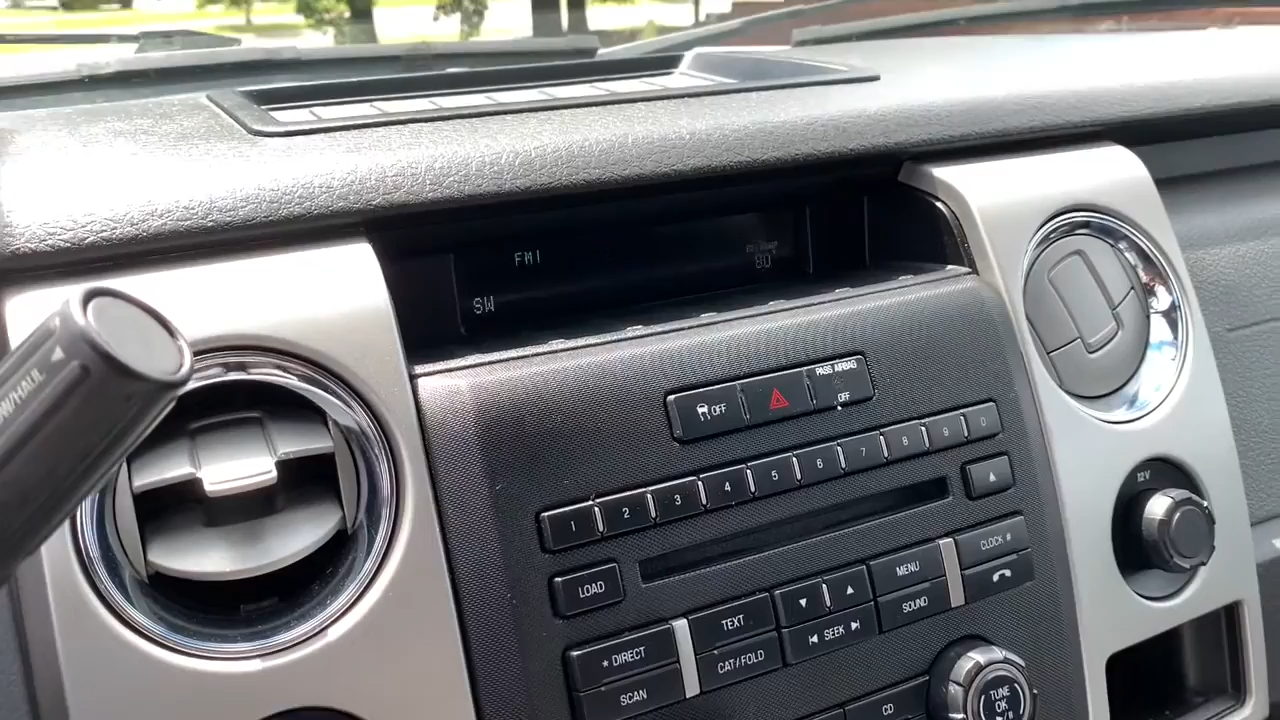 FM1
80
SW
W/HAUL
OFF
PASS AIRBAG
OFF
1 2 3 4 5 6 7 8 9 0
12V
LOAD
MENU
CLOCK #
TEXT
SOUND
SEEK
* DIRECT
CAT/FOLD
SCAN
CD
TUNE
OK